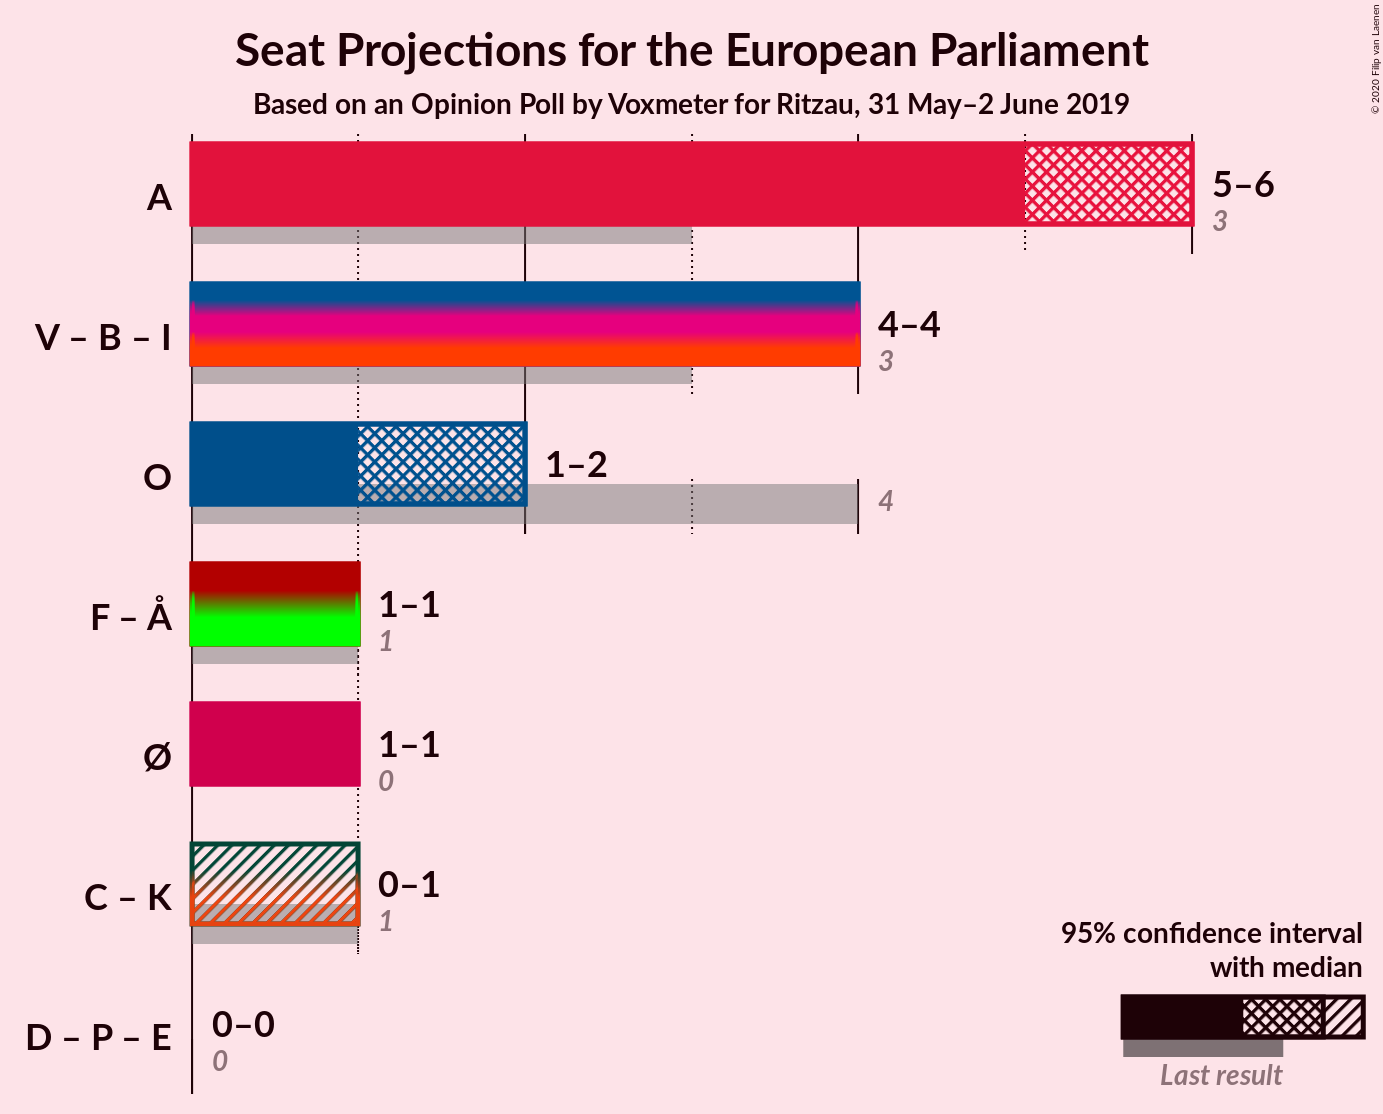 Seat Projections for the European Parliament
Based on an Opinion Poll by Voxmeter for Ritzau, 31 May–2 June 2019
© 2020 Filip van Laenen
A
5–6
3
V – B – I
4–4
3
O
1–2
4
F – Å
1–1
1
Ø
1–1
0
C – K
0–1
1
D – P – E
0–0
0
95% confidence interval
with median
Last result